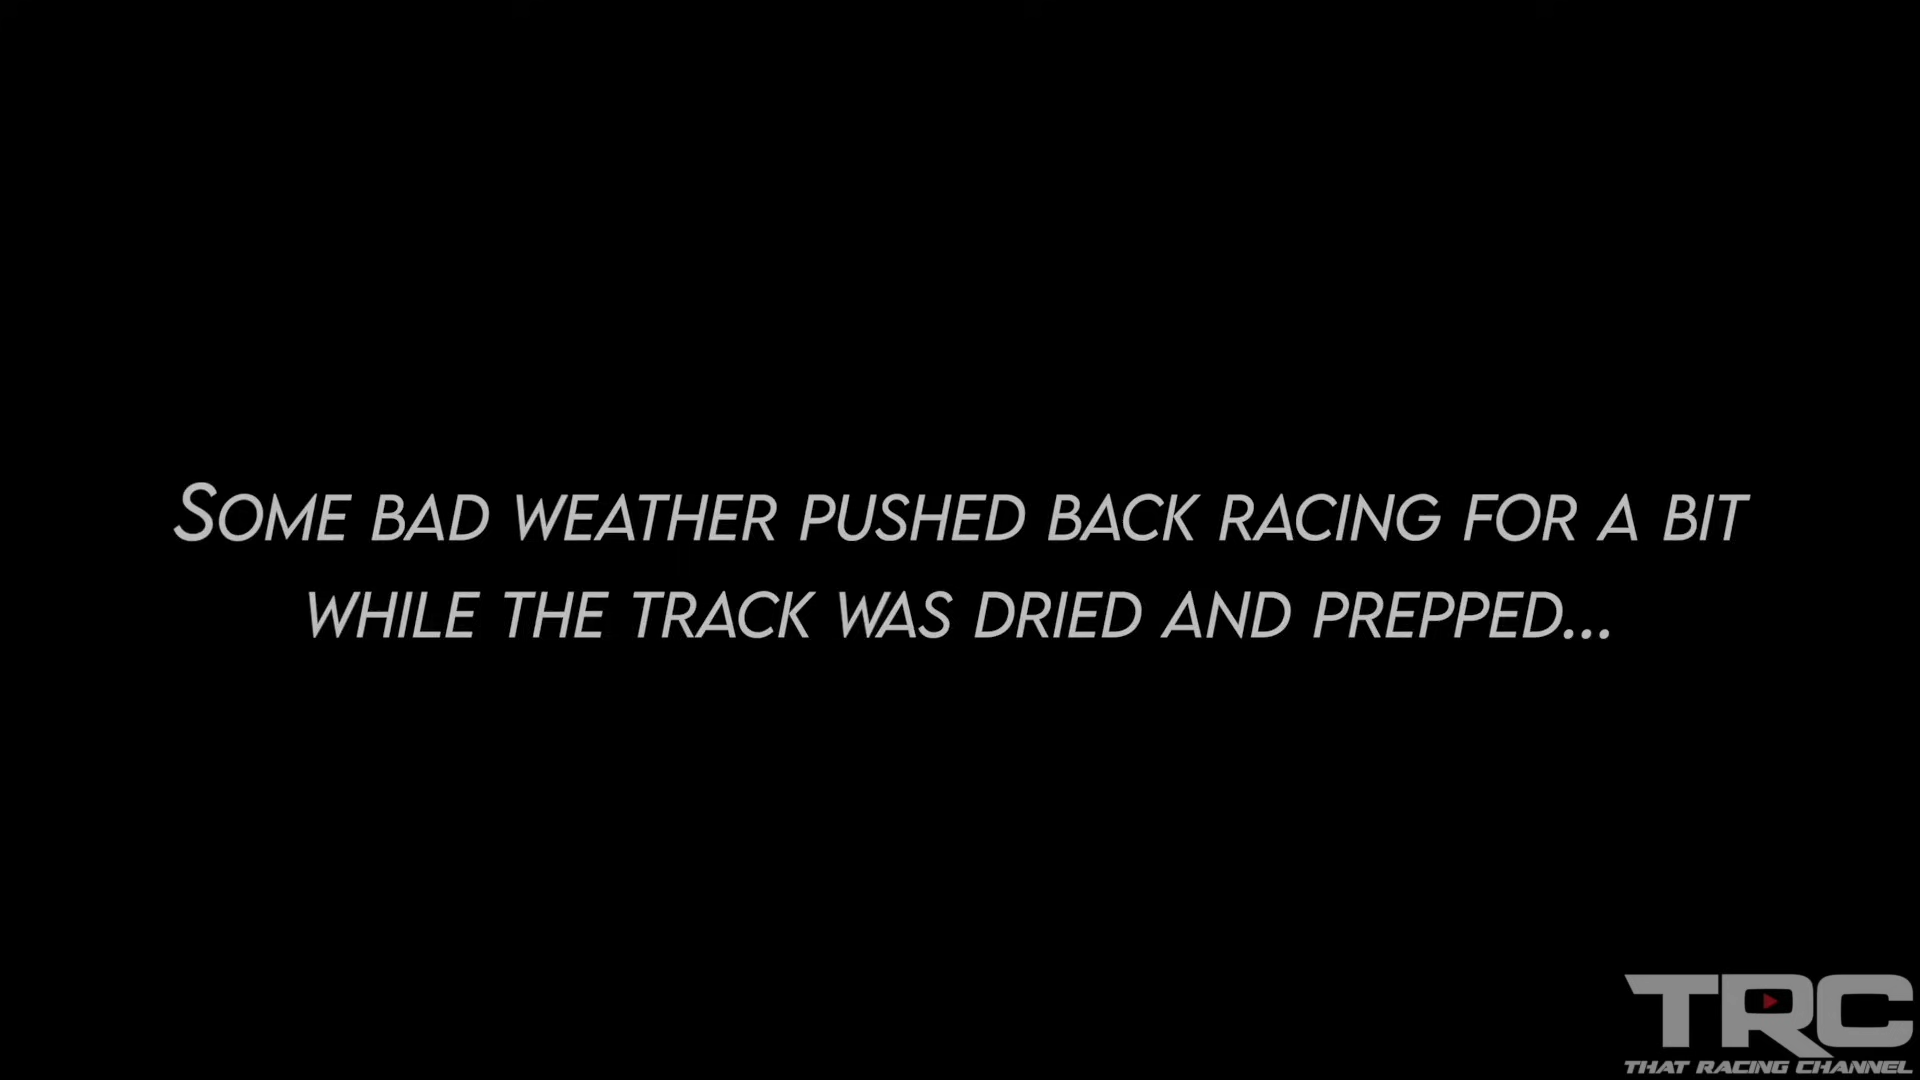 SOME BAD WEATHER PUSHED BACK RACING FOR A BIT
WHILE THE TRACK WAS DRIED AND PREPPED...
TRC
THAT RACING CHANNEL